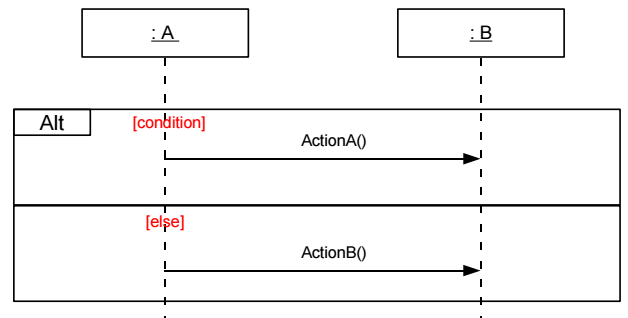 : A
: B
Alt
[condition]
ActionA()
[else]
ActionB()